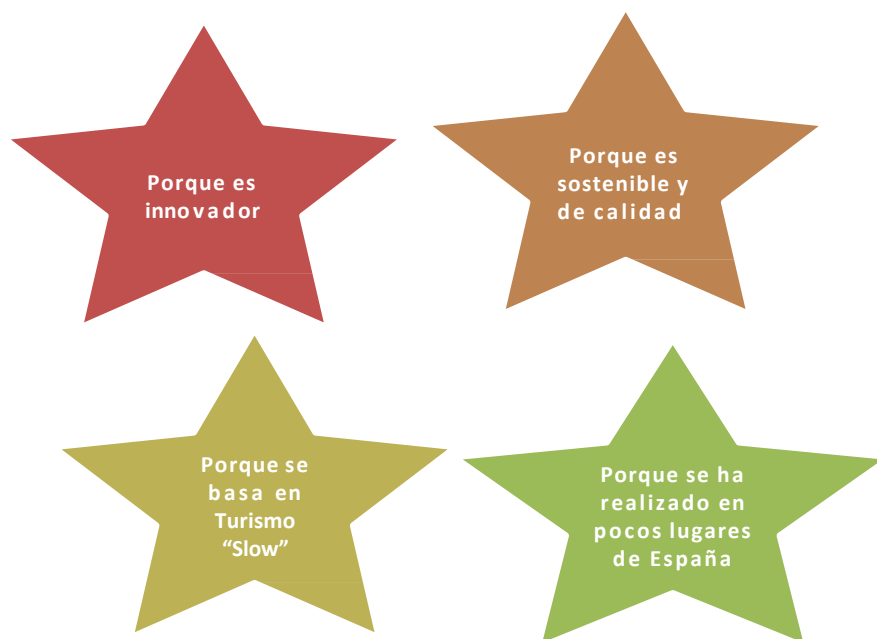 Porque es
innovador
Porque es
sostenible y
de calidad
Porque se
basa en
Turismo
“Slow”
Porque se ha
realizado en
pocos lugares
de España